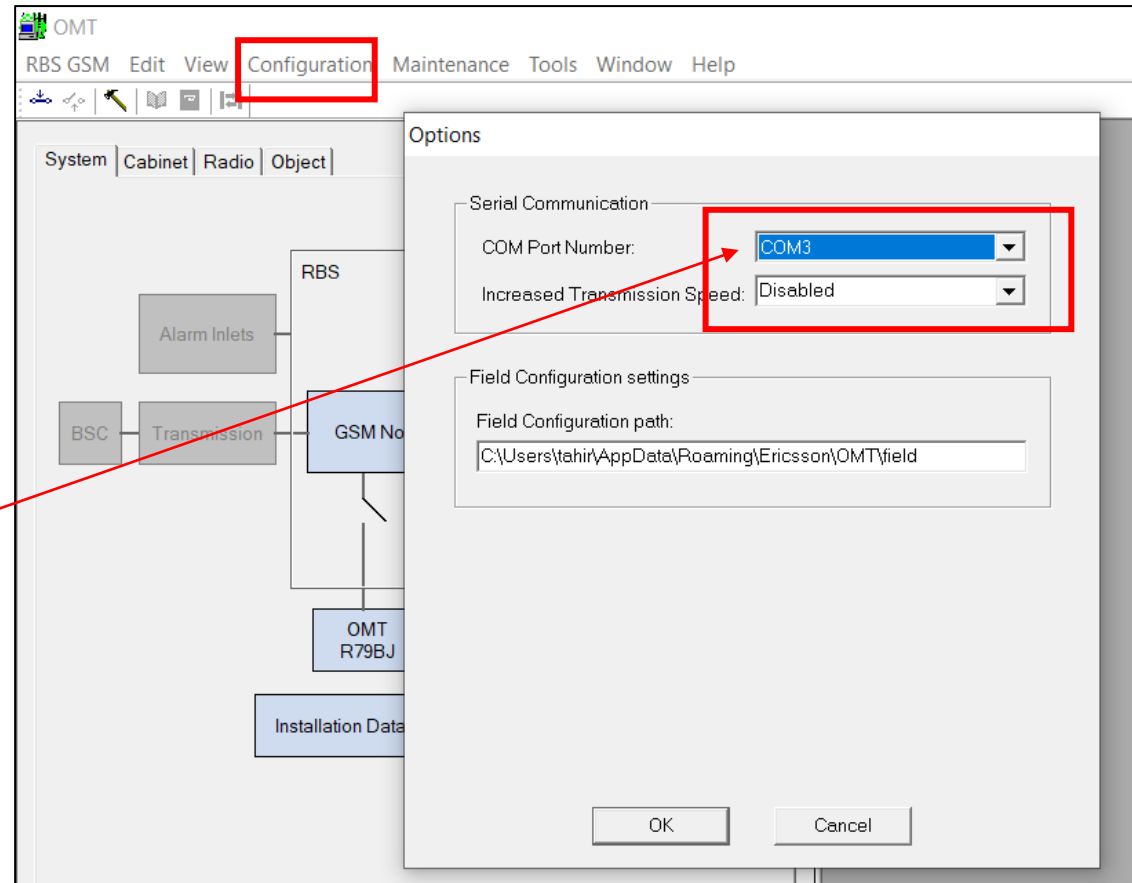 OMT
RBS GSM Edit View Configuration Maintenance Tools Window Help
Options
System Cabinet Radio Object
Serial Communication
COM Port Number: COM3
Increased Transmission Speed: Disabled
RBS
Alarm Inlets
Field Configuration settings
Field Configuration path:
C:\Users\tahir\AppData\Roaming\Ericsson\OMT\field
BSC Transmission GSM No
OMT
R79BJ
Installation Data
OK Cancel